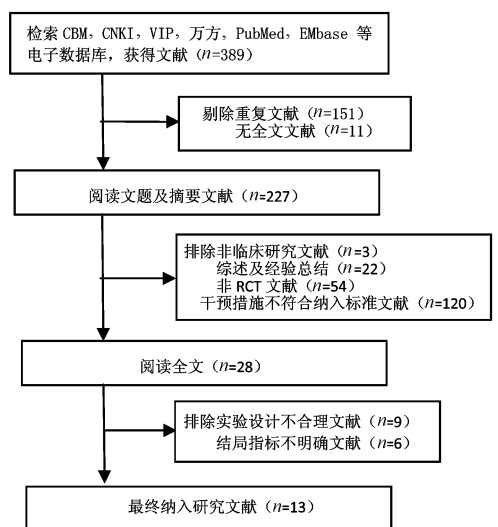 检索 CBM，CNKI，VIP，万方，PubMed，EMbase 等
电子数据库，获得文献（n=389）
剔除重复文献（n=151）
无全文文献（n=11）
阅读文题及摘要文献（n=227）
排除非临床研究文献（n=3）
综述及经验总结（n=22）
非 RCT 文献（n=54）
干预措施不符合纳入标准文献（n=120）
阅读全文（n=28）
排除实验设计不合理文献（n=9）
结局指标不明确文献（n=6）
最终纳入研究文献（n=13）